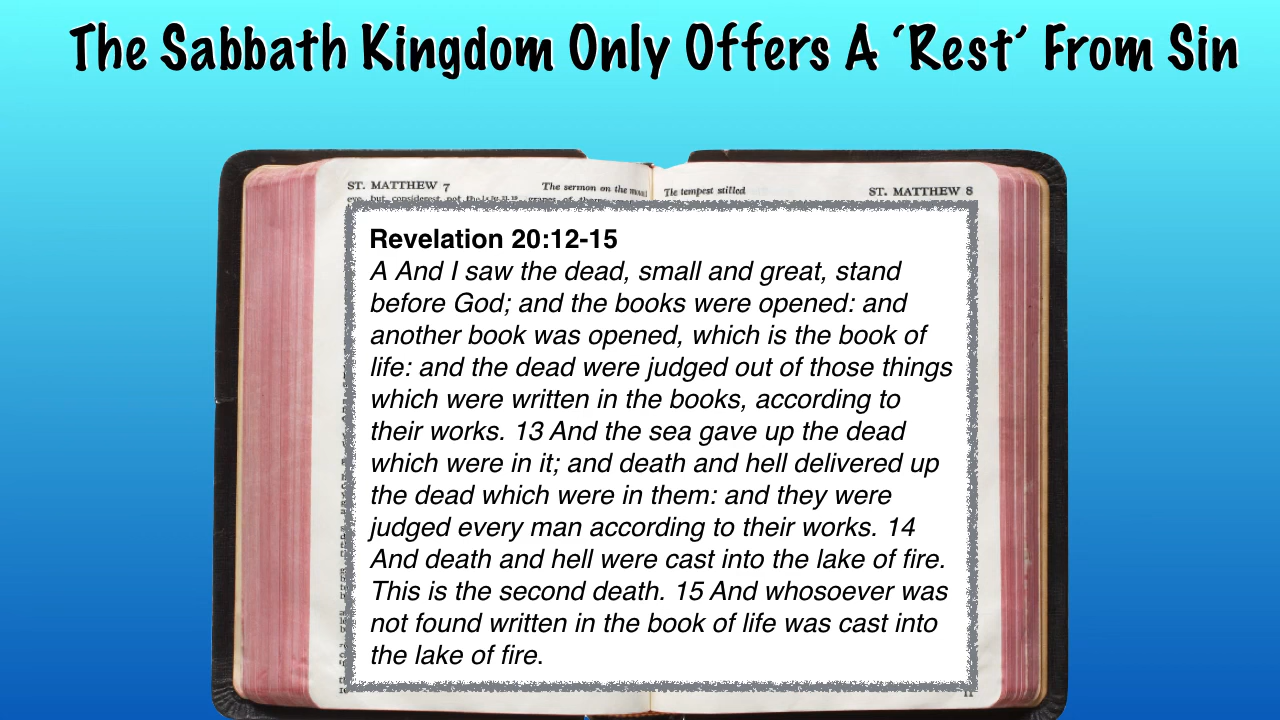 The Sabbath Kingdom Only Offers A ‘Rest’ From Sin
ST. MATTHEW 7
The sermon on the
The tempest stilled
ST. MATTHEW 8
eye, but considerest not the
Revelation 20:12-15
A And I saw the dead, small and great, stand
before God; and the books were opened: and
another book was opened, which is the book of
life: and the dead were judged out of those things
which were written in the books, according to
their works. 13 And the sea gave up the dead
which were in it; and death and hell delivered up
the dead which were in them: and they were
judged every man according to their works. 14
And death and hell were cast into the lake of fire.
This is the second death. 15 And whosoever was
not found written in the book of life was cast into
the lake of fire.